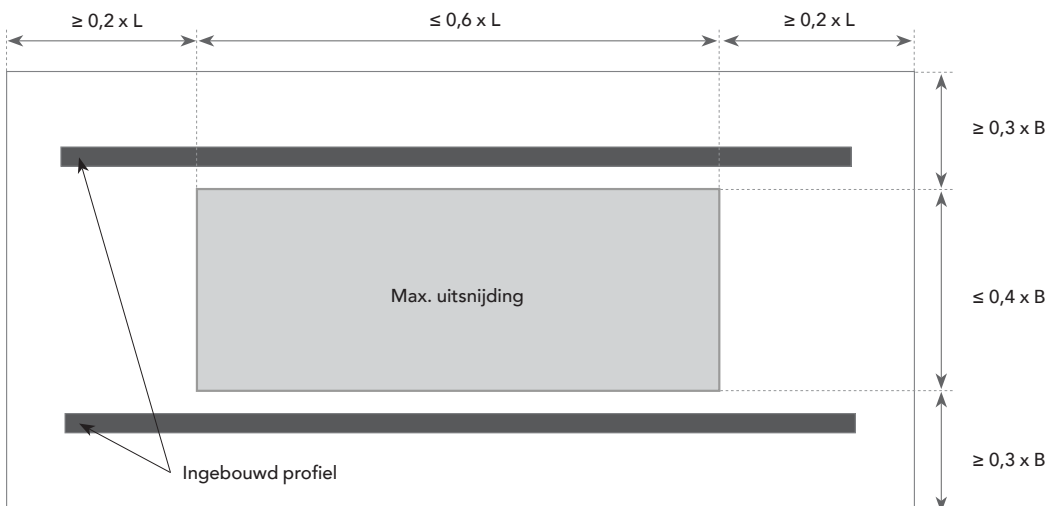 ≥ 0,2 x L
≤ 0,6 x L
≥ 0,2 x L
≥ 0,3 x B
Max. uitsnijding
≤ 0,4 x B
Ingebouwd profiel
≥ 0,3 x B